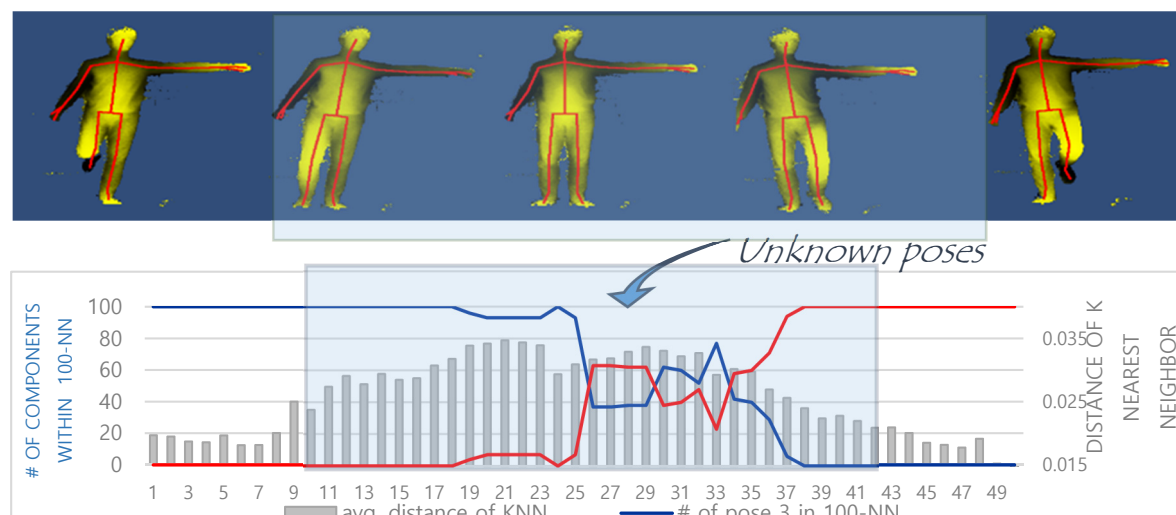 Unknown poses
# OF COMPONENTS
WITHIN 100-NN
100
80
60
40
20
0
0.035
0.025
0.015
DISTANCE OF K
NEAREST
NEIGHBOR
1 3 5 7 9 11 13 15 17 19 21 23 25 27 29 31 33 35 37 39 41 43 45 47 49
avg. distance of KNN
# of pose 3 in 100-NN